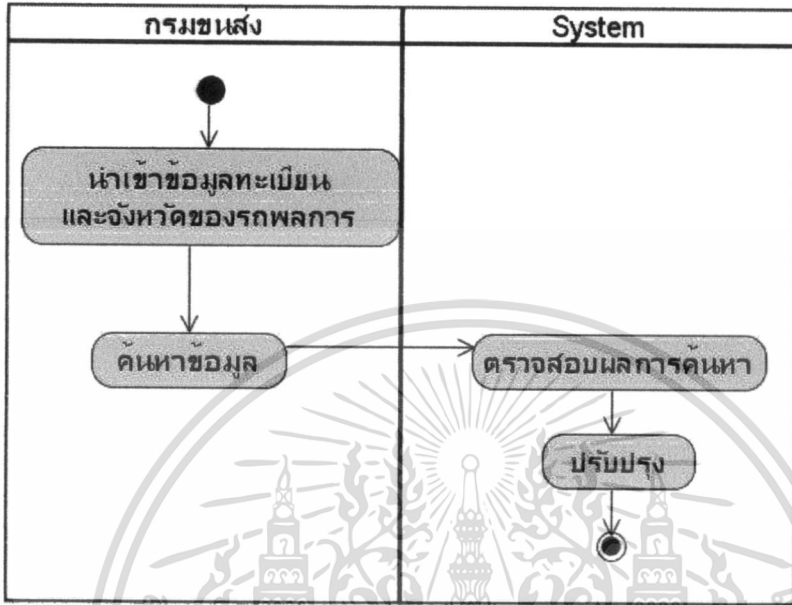 กรมขนส่ง
System
นำเข้าข้อมูลทะเบียน
และจังหวัดของรถพลการ
ค้นหาข้อมูล
ตรวจสอบผลการค้นหา
ปรับปรุง